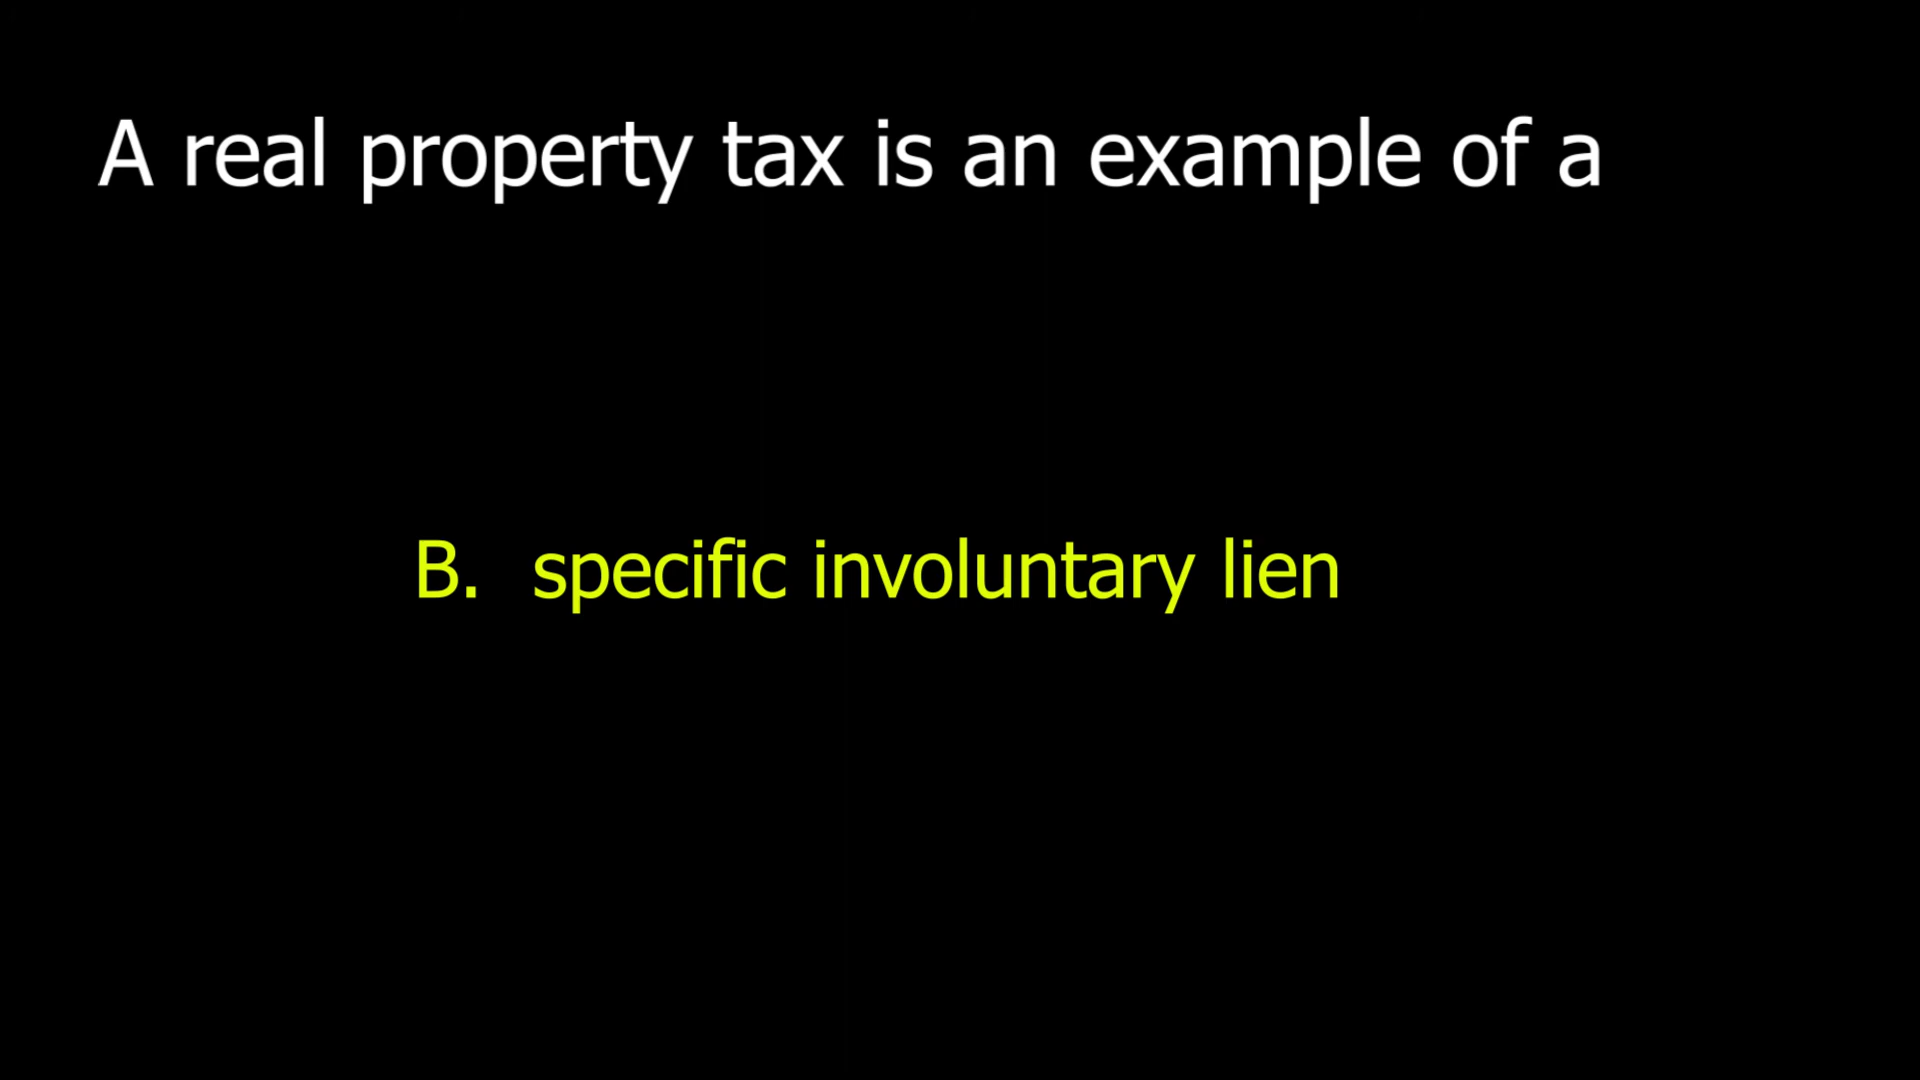 A real property tax is an example of a
B. specific involuntary lien